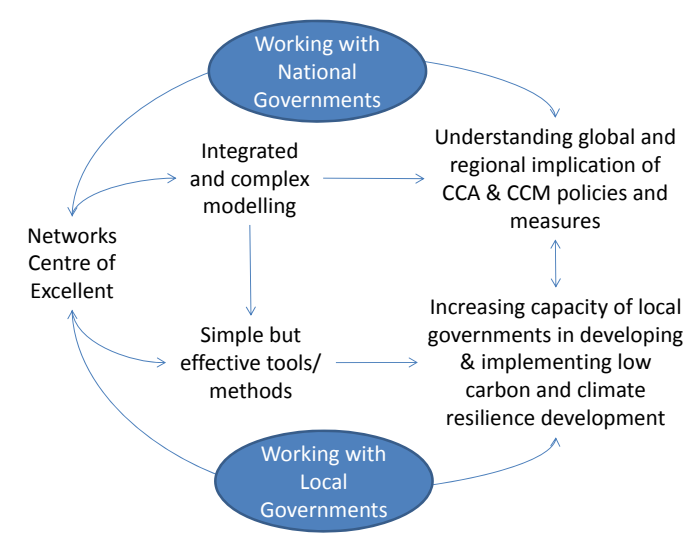 Working with
National
Governments
Understanding global and
regional implication of
CCA & CCM policies and
measures
Integrated
and complex
modelling
Networks
Centre of
Excellent
Simple but
effective tools/
methods
Increasing capacity of local
governments in developing
& implementing low
carbon and climate
resilience development
Working with
Local
Governments